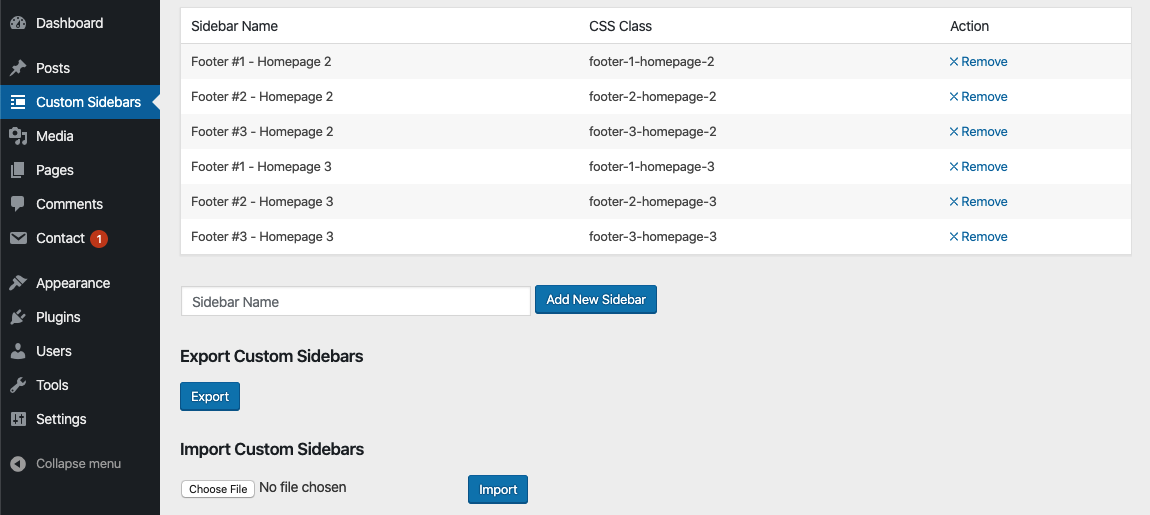 Dashboard
Posts
Custom Sidebars
Media
Pages
Comments
Contact 1
Appearance
Plugins
Users
Tools
Settings
Collapse menu
Sidebar Name CSS Class Action
Footer #1 - Homepage 2 footer-1-homepage-2 Remove
Footer #2 - Homepage 2 footer-2-homepage-2 Remove
Footer #3 - Homepage 2 footer-3-homepage-2 Remove
Footer #1 - Homepage 3 footer-1-homepage-3 Remove
Footer #2 - Homepage 3 footer-2-homepage-3 Remove
Footer #3 - Homepage 3 footer-3-homepage-3 Remove
Sidebar Name Add New Sidebar
Export Custom Sidebars
Export
Import Custom Sidebars
Choose File No file chosen Import